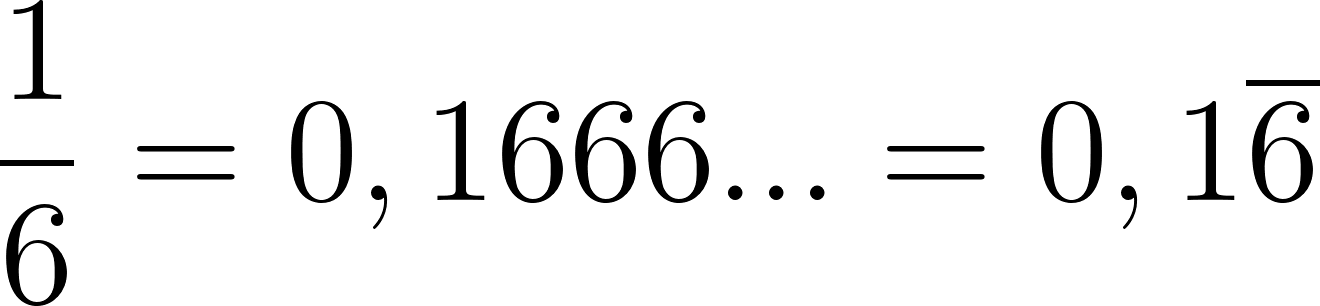 1/6 = 0,1666... = 0,16̅